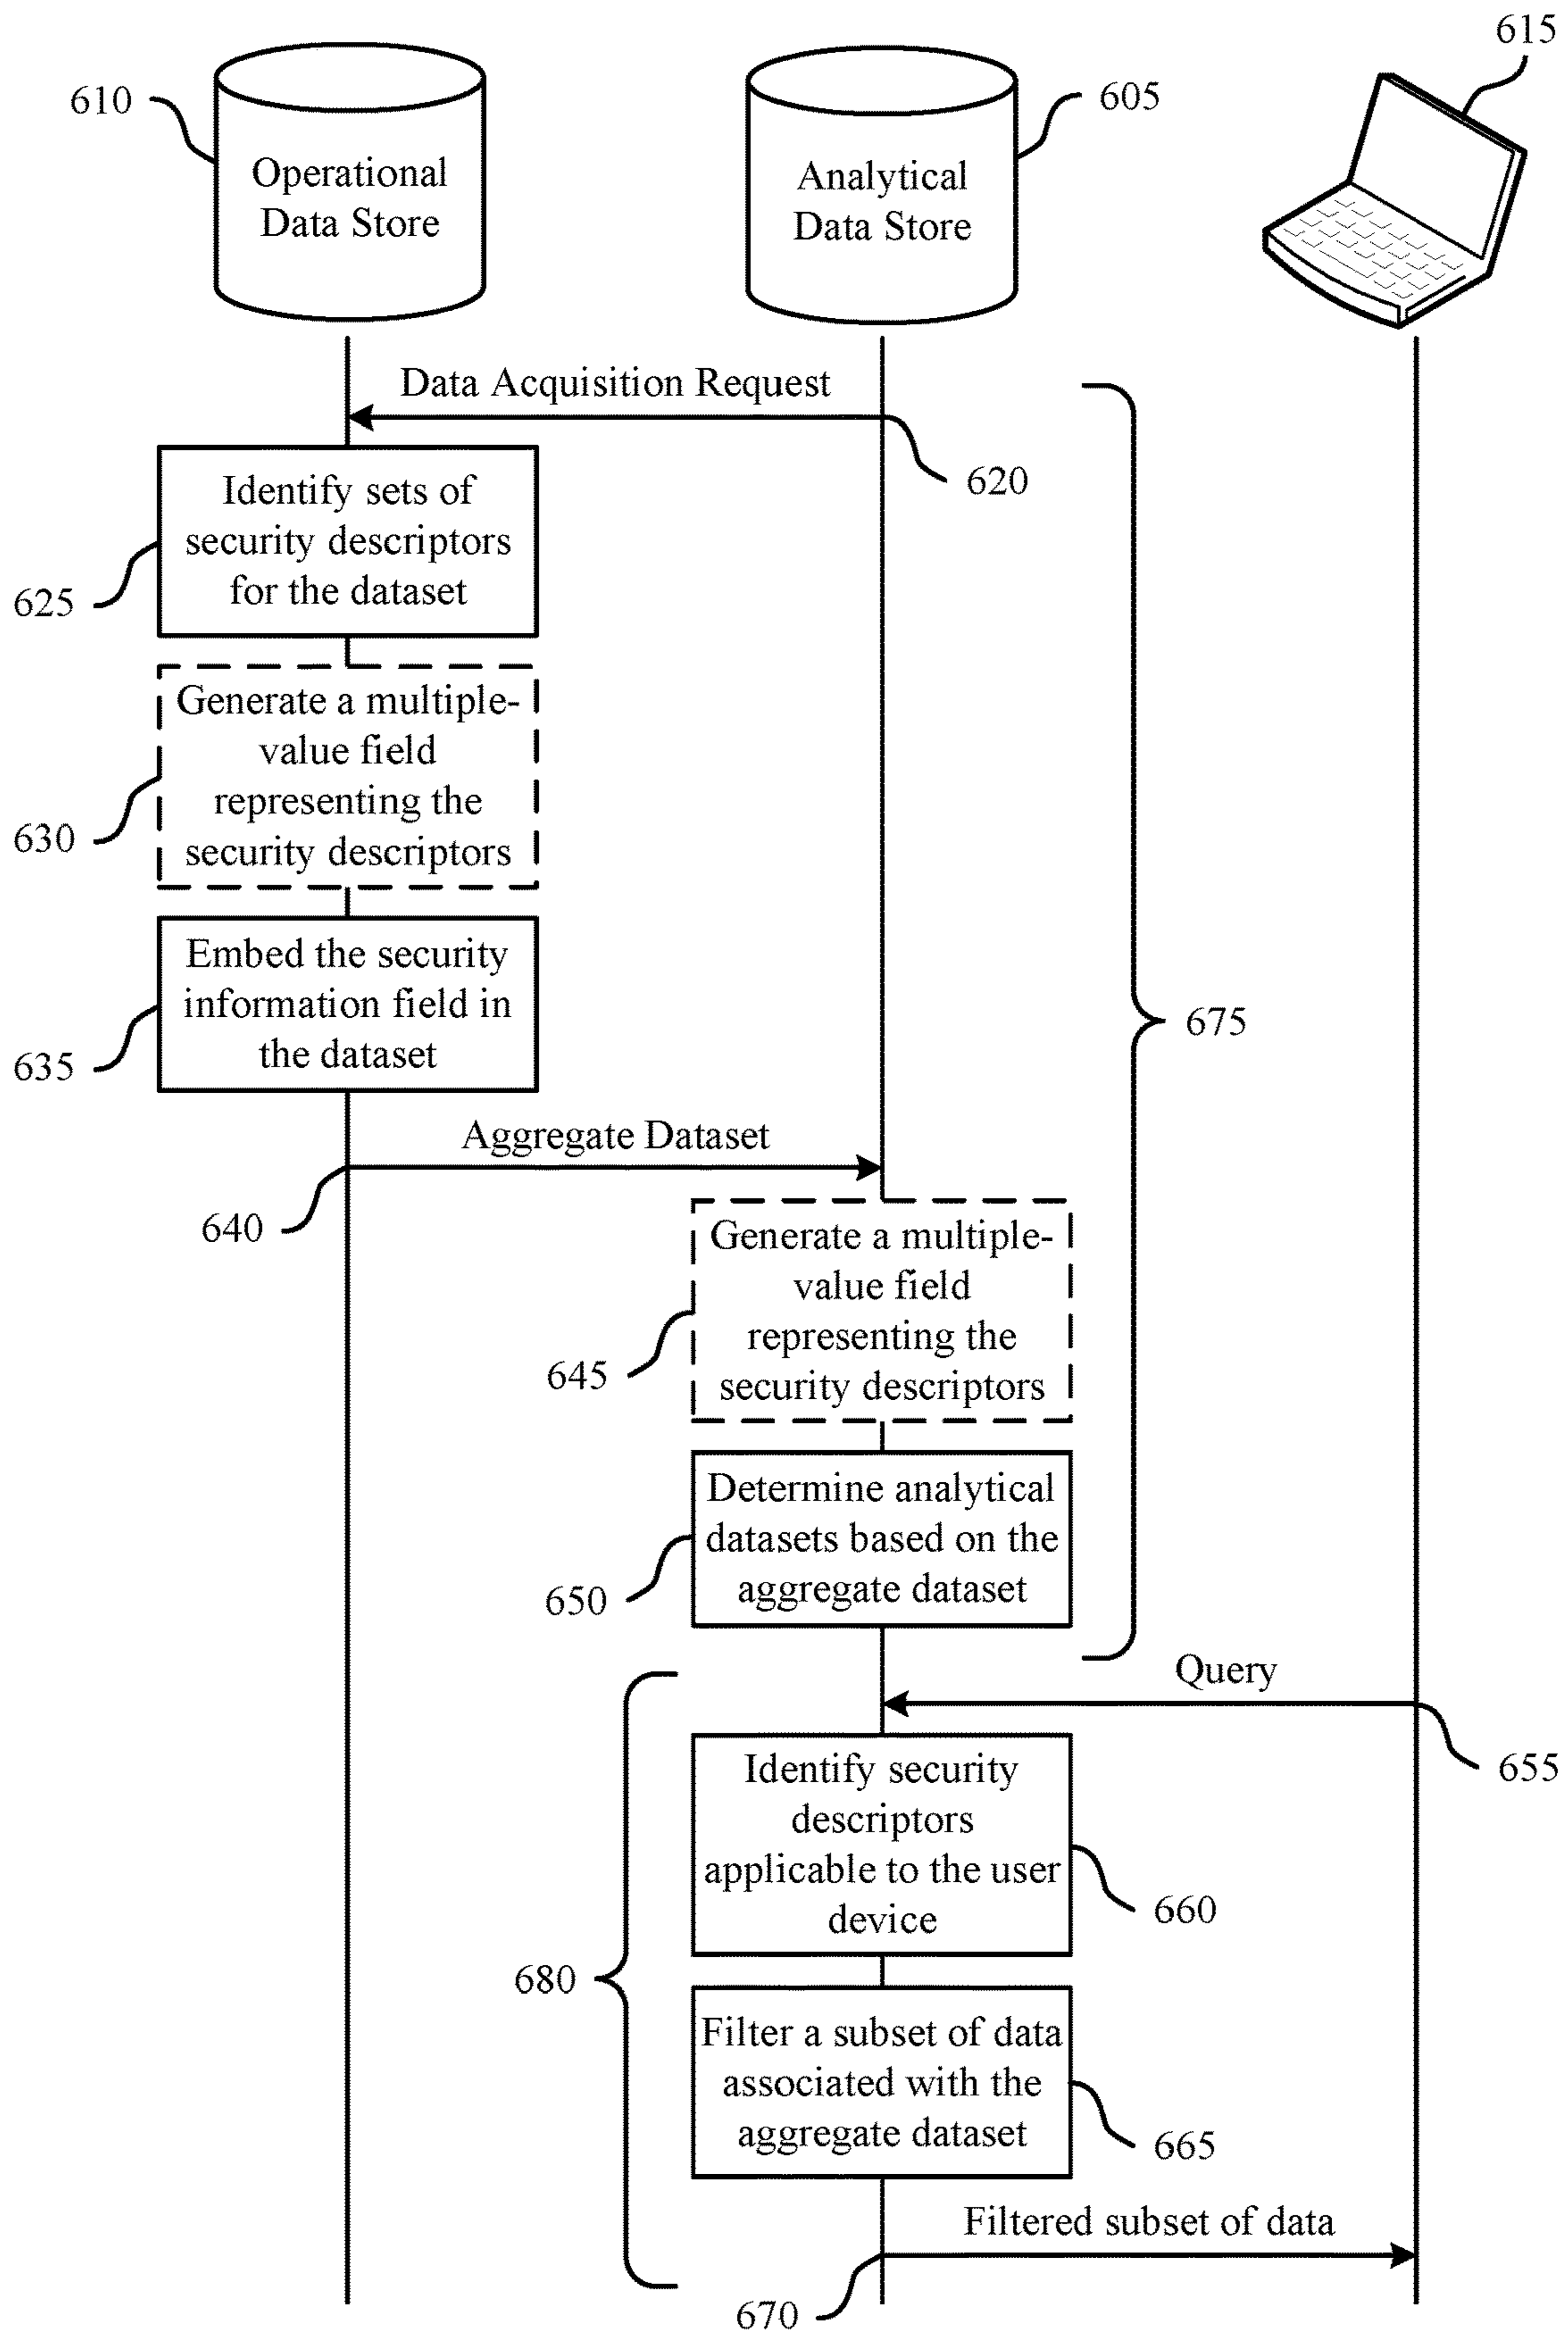 615
610
Operational
Data Store
605
Analytical
Data Store
Data Acquisition Request
620
Identify sets of
security descriptors
for the dataset
625
Generate a multiple-
value field
representing the
security descriptors
630
Embed the security
information field in
the dataset
635
675
Aggregate Dataset
640
Generate a multiple-
value field
representing the
security descriptors
645
Determine analytical
datasets based on the
aggregate dataset
650
Query
655
Identify security
descriptors
applicable to the user
device
660
680
Filter a subset of data
associated with the
aggregate dataset
665
Filtered subset of data
670